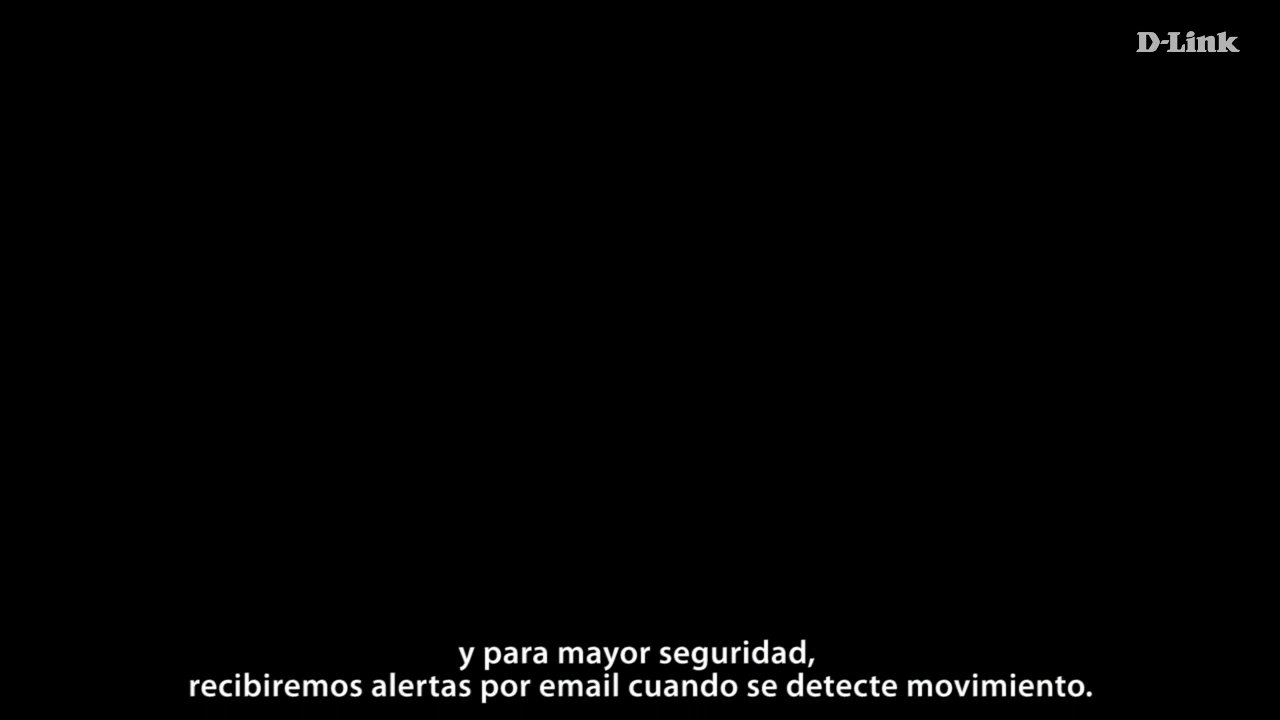 D-Link
y para mayor seguridad,
recibiremos alertas por email cuando se detecte movimiento.